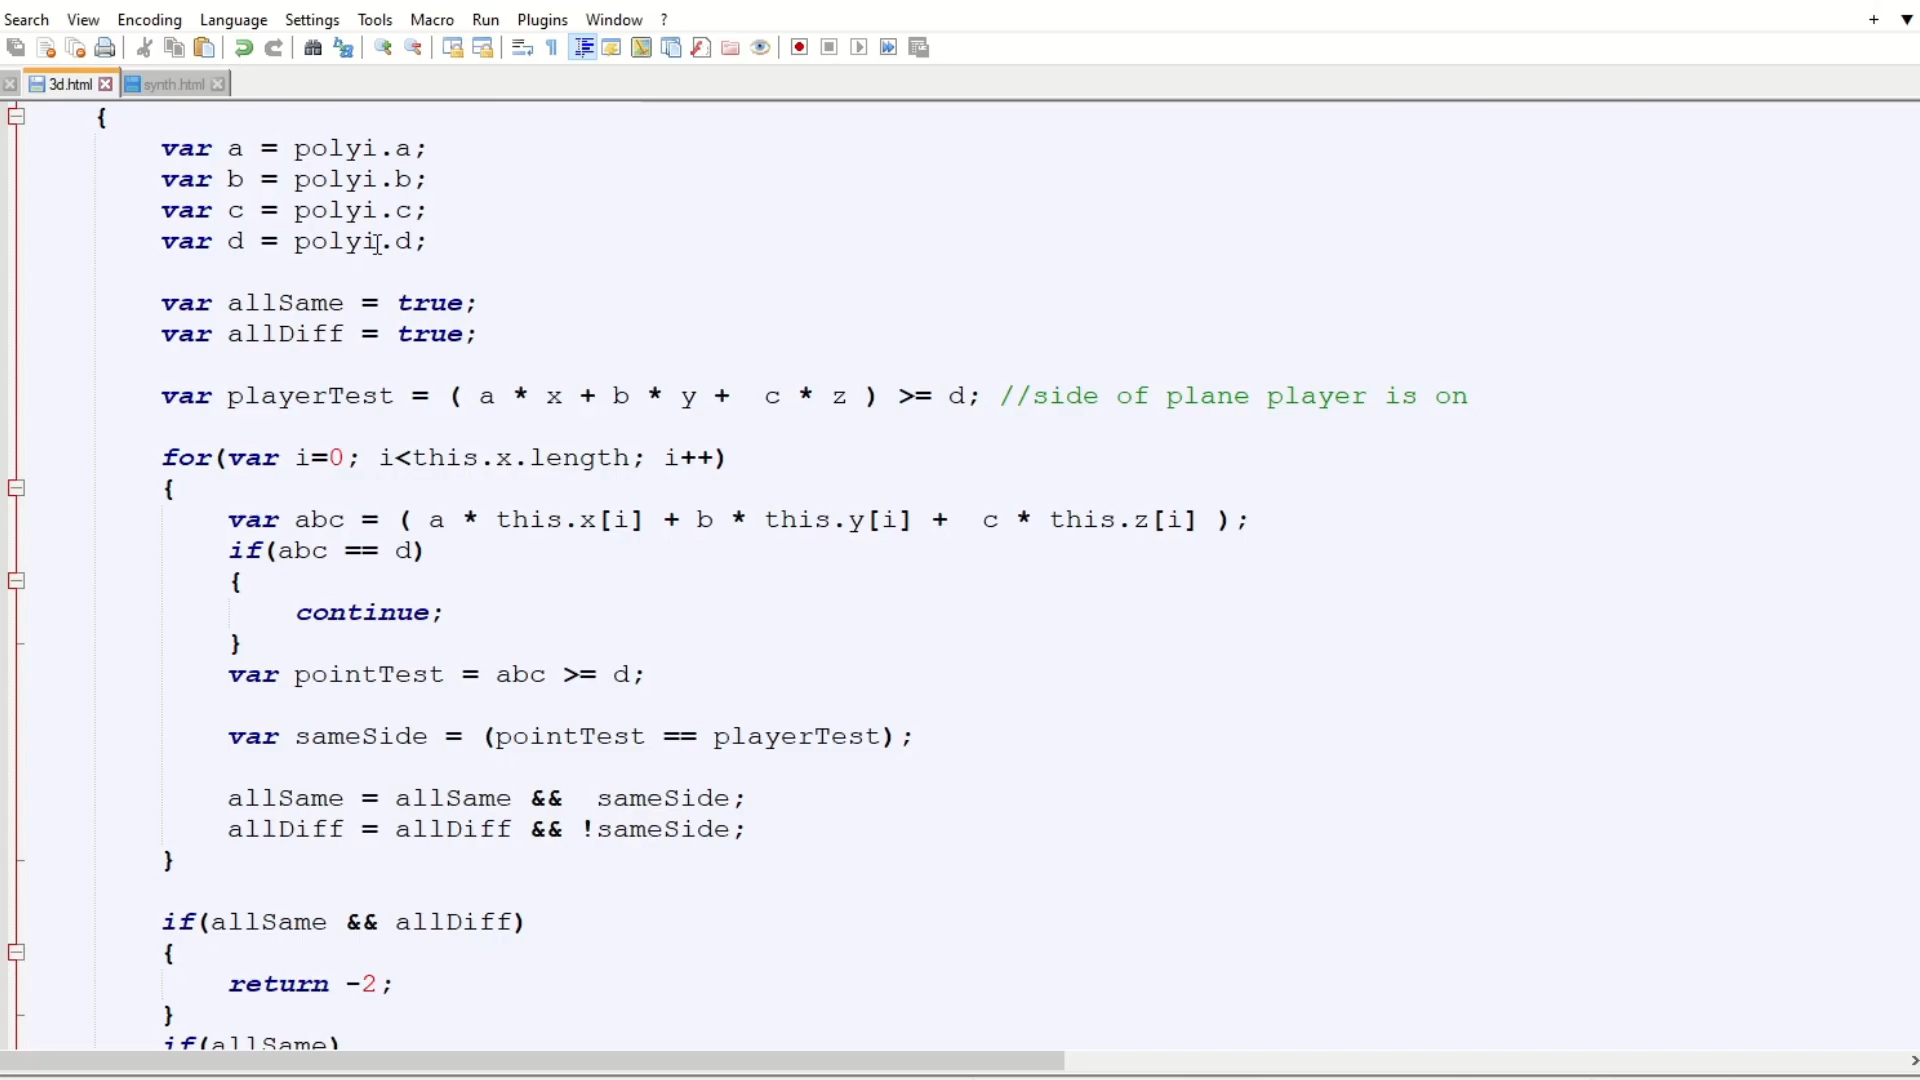 Search View Encoding Language Settings Tools Macro Run Plugins Window ?
3d.html synth.html
{
var a = polyi.a;
var b = polyi.b;
var c = polyi.c;
var d = polyi.d;
var allSame = true;
var allDiff = true;
var playerTest = ( a * x + b * y +  c * z ) >= d; //side of plane player is on
for(var i=0; i<this.x.length; i++)
{
var abc = ( a * this.x[i] + b * this.y[i] +  c * this.z[i] );
if(abc == d)
{
continue;
}
var pointTest = abc >= d;
var sameSide = (pointTest == playerTest);
allSame = allSame &&  sameSide;
allDiff = allDiff && !sameSide;
}
if(allSame && allDiff)
{
return -2;
}
if(allSame)